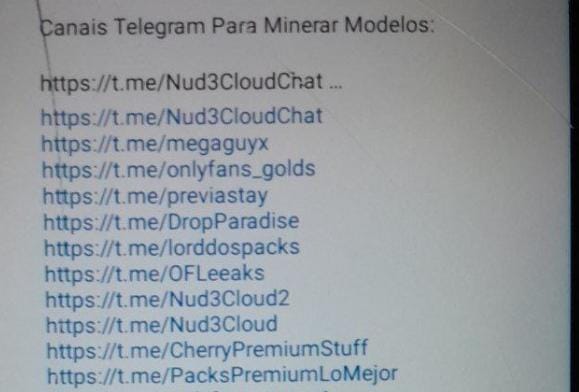 Canais Telegram Para Minerar Modelos:
https://t.me/Nud3CloudChat ...
https://t.me/Nud3CloudChat
https://t.me/megaguyx
https://t.me/onlyfans_golds
https://t.me/previastay
https://t.me/DropParadise
https://t.me/lorddospacks
https://t.me/OFLeeaks
https://t.me/Nud3Cloud2
https://t.me/Nud3Cloud
https://t.me/CherryPremiumStuff
https://t.me/PacksPremiumLoMejor